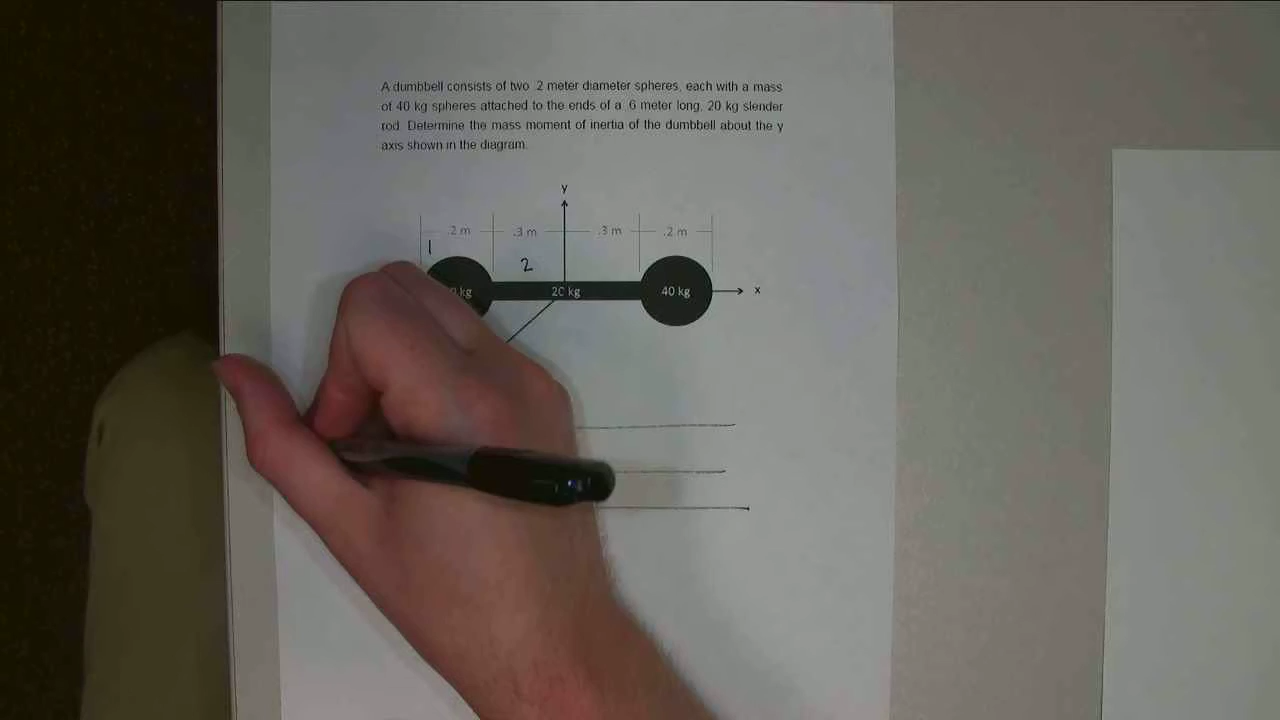 A dumbbell consists of two .2 meter diameter spheres, each with a mass
of 40 kg spheres attached to the ends of a .6 meter long, 20 kg slender
rod. Determine the mass moment of inertia of the dumbbell about the y
axis shown in the diagram.
y
.2 m .3 m .3 m .2 m
1
2
kg 20 kg 40 kg x